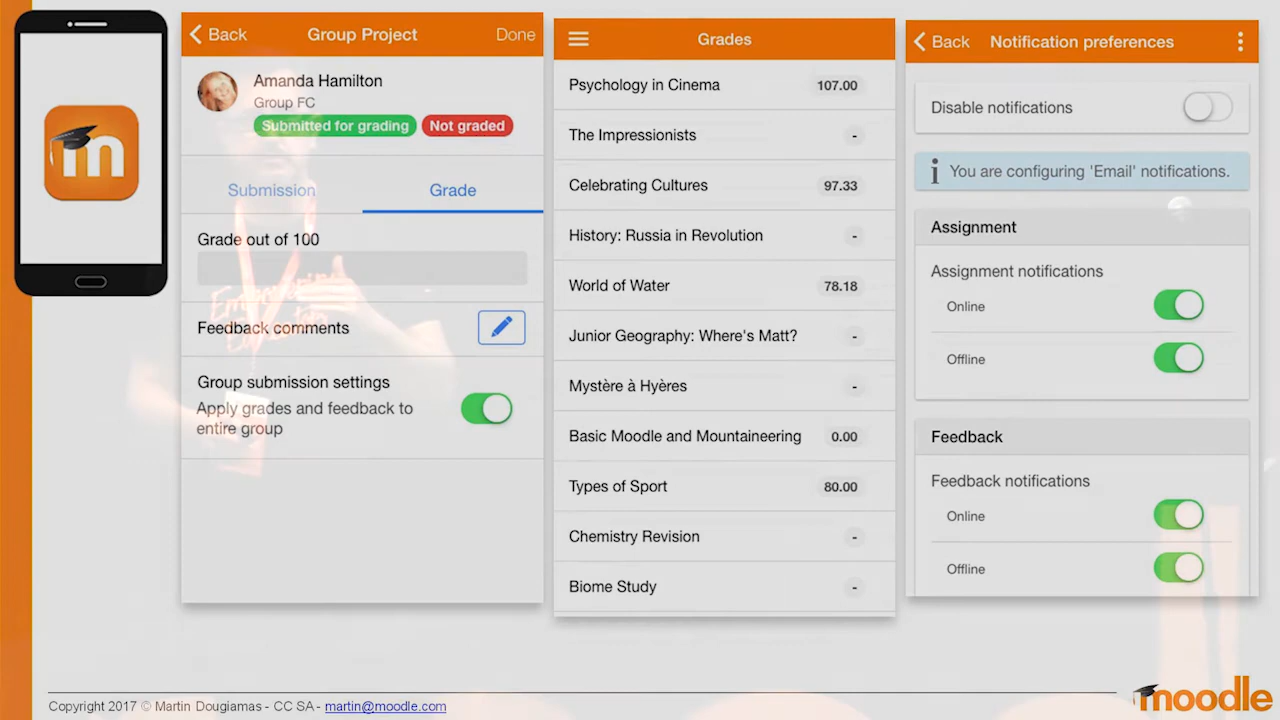 m
Back
Group Project
Done
Amanda Hamilton
Group FC
Submitted for grading
Not graded
Submission
Grade
Grade out of 100
Feedback comments
Group submission settings
Apply grades and feedback to
entire group
Grades
Psychology in Cinema 107.00
The Impressionists -
Celebrating Cultures 97.33
History: Russia in Revolution -
World of Water 78.18
Junior Geography: Where's Matt? -
Mystère à Hyères -
Basic Moodle and Mountaineering 0.00
Types of Sport 80.00
Chemistry Revision -
Biome Study -
Back
Notification preferences
Disable notifications
i You are configuring 'Email' notifications.
Assignment
Assignment notifications
Online
Offline
Feedback
Feedback notifications
Online
Offline
Copyright 2017 © Martin Dougiamas - CC SA - martin@moodle.com
moodle